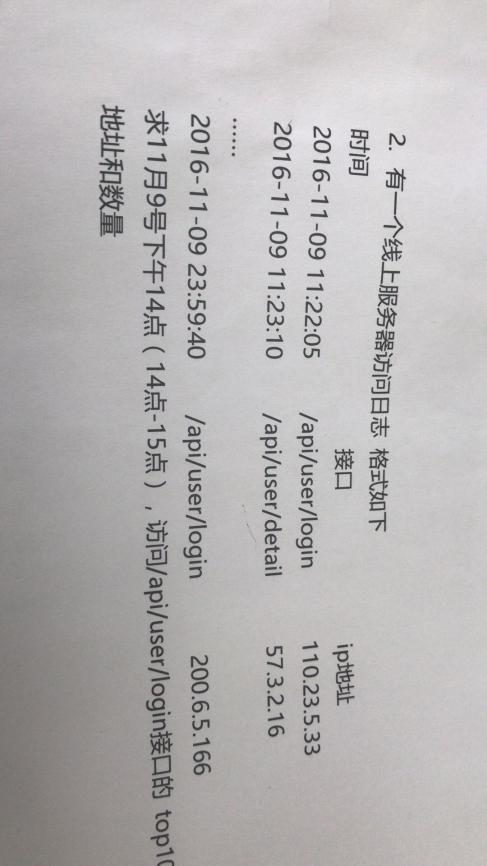 2. 有一个线上服务器访问日志 格式如下
时间 接口 ip地址
2016-11-09 11:22:05 /api/user/login 110.23.5.33
2016-11-09 11:23:10 /api/user/detail 57.3.2.16
......
2016-11-09 23:59:40 /api/user/login 200.6.5.166
求11月9号下午14点（14点-15点），访问/api/user/login接口的 top10
地址和数量